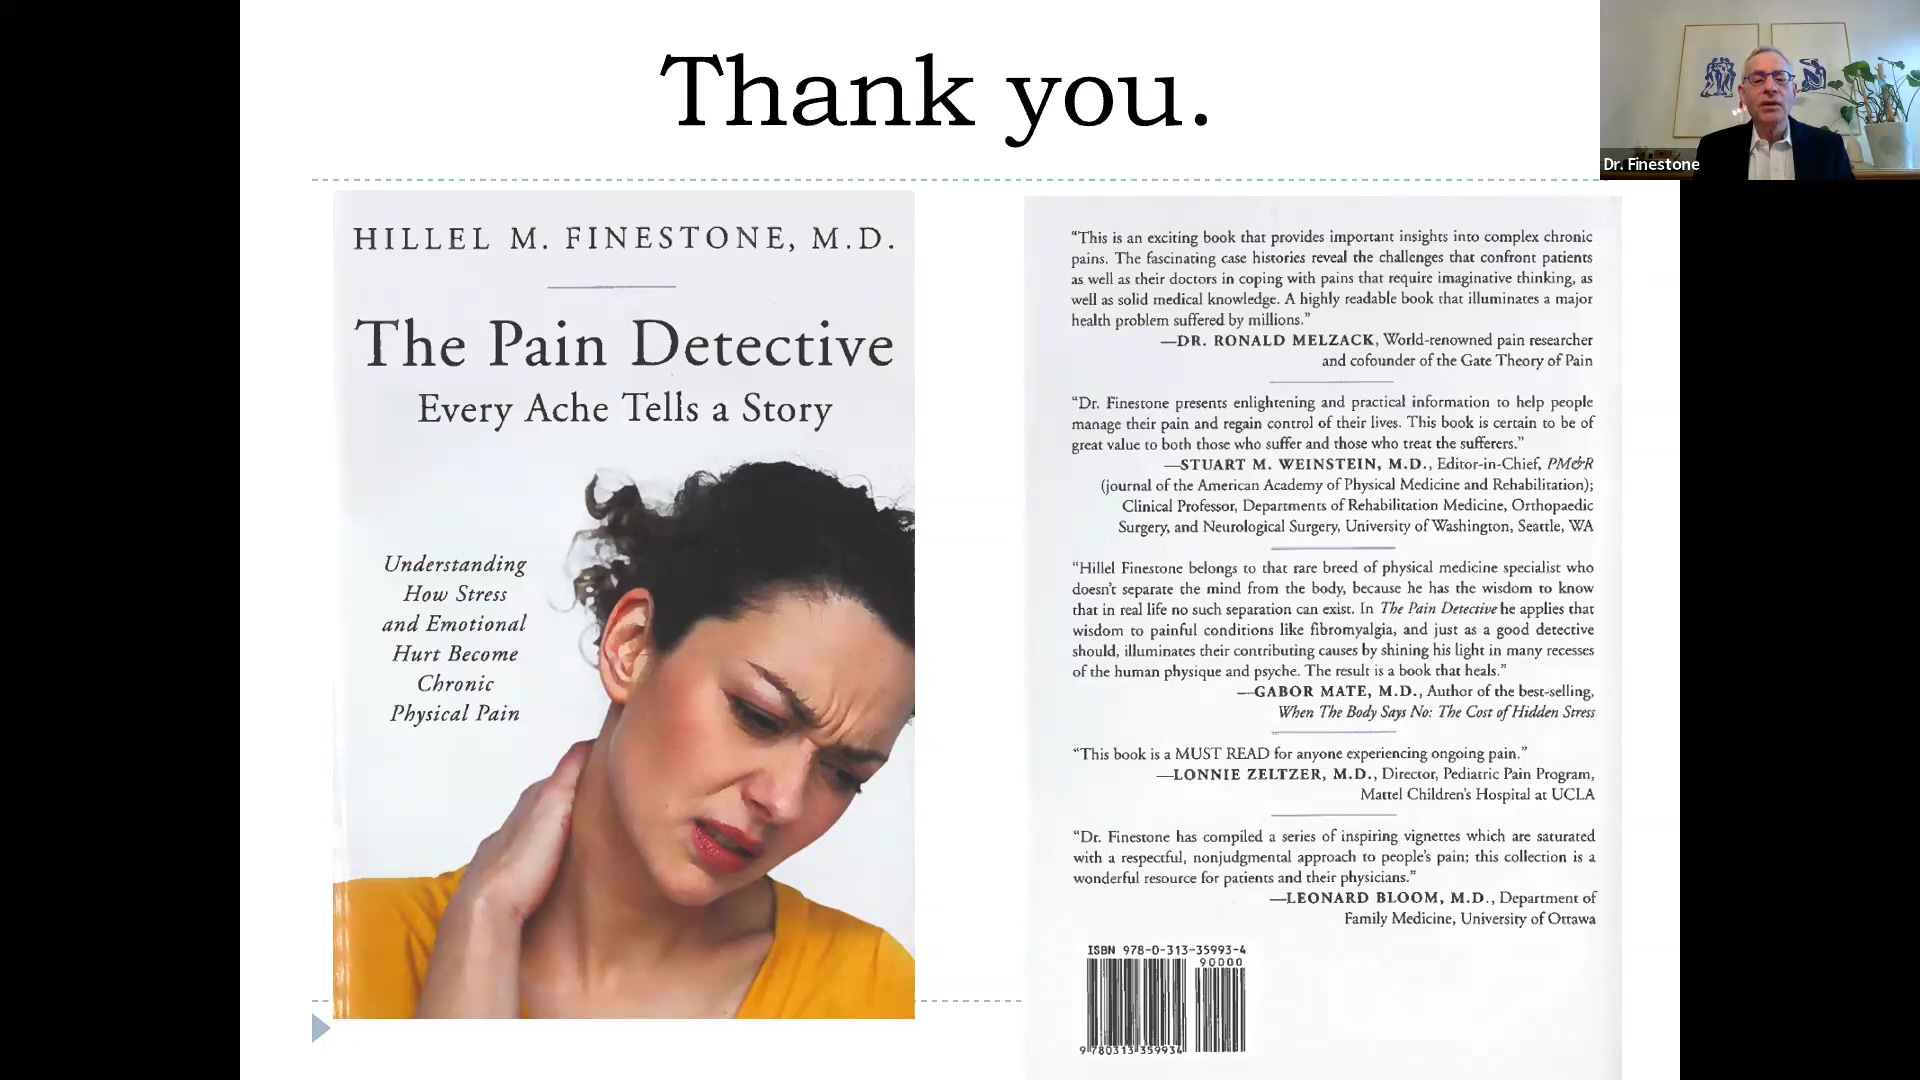 Thank you.
Dr. Finestone
HILLEL M. FINESTONE, M.D.
The Pain Detective
Every Ache Tells a Story
Understanding
How Stress
and Emotional
Hurt Become
Chronic
Physical Pain
“This is an exciting book that provides important insights into complex chronic
pains. The fascinating case histories reveal the challenges that confront patients
as well as their doctors in coping with pains that require imaginative thinking, as
well as solid medical knowledge. A highly readable book that illuminates a major
health problem suffered by millions.”
—DR. RONALD MELZACK, World-renowned pain researcher
and cofounder of the Gate Theory of Pain
“Dr. Finestone presents enlightening and practical information to help people
manage their pain and regain control of their lives. This book is certain to be of
great value to both those who suffer and those who treat the sufferers.”
—STUART M. WEINSTEIN, M.D., Editor-in-Chief, PM&R
(journal of the American Academy of Physical Medicine and Rehabilitation);
Clinical Professor, Departments of Rehabilitation Medicine, Orthopaedic
Surgery, and Neurological Surgery, University of Washington, Seattle, WA
“Hillel Finestone belongs to that rare breed of physical medicine specialist who
doesn’t separate the mind from the body, because he has the wisdom to know
that in real life no such separation can exist. In The Pain Detective he applies that
wisdom to painful conditions like fibromyalgia, and just as a good detective
should, illuminates their contributing causes by shining his light in many recesses
of the human physique and psyche. The result is a book that heals.”
—GABOR MATE, M.D., Author of the best-selling,
When The Body Says No: The Cost of Hidden Stress
“This book is a MUST READ for anyone experiencing ongoing pain.”
—LONNIE ZELTZER, M.D., Director, Pediatric Pain Program,
Mattel Children’s Hospital at UCLA
“Dr. Finestone has compiled a series of inspiring vignettes which are saturated
with a respectful, nonjudgmental approach to people’s pain; this collection is a
wonderful resource for patients and their physicians.”
—LEONARD BLOOM, M.D., Department of
Family Medicine, University of Ottawa
ISBN 978-0-313-35993-4
90000
9 780313 359934